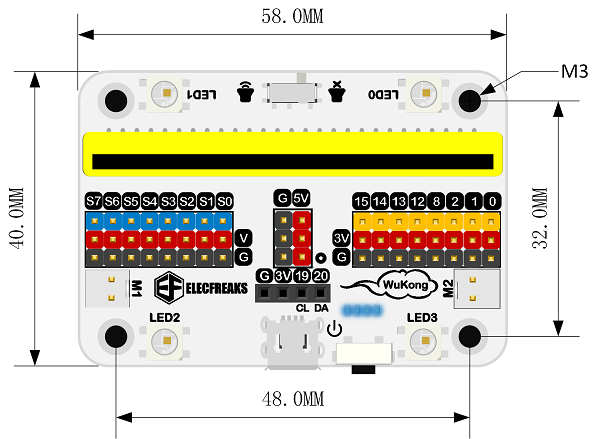 58.0MM
M3
LED1
LED0
40.0MM
32.0MM
S7 S6 S5 S4 S3 S2 S1 S0
G 5V
15 14 13 12 8 2 1 0
V
G
3V
G
G 3V 19 20
CL DA
M1
EF ELECFREAKS
WuKong
M2
LED2
LED3
48.0MM